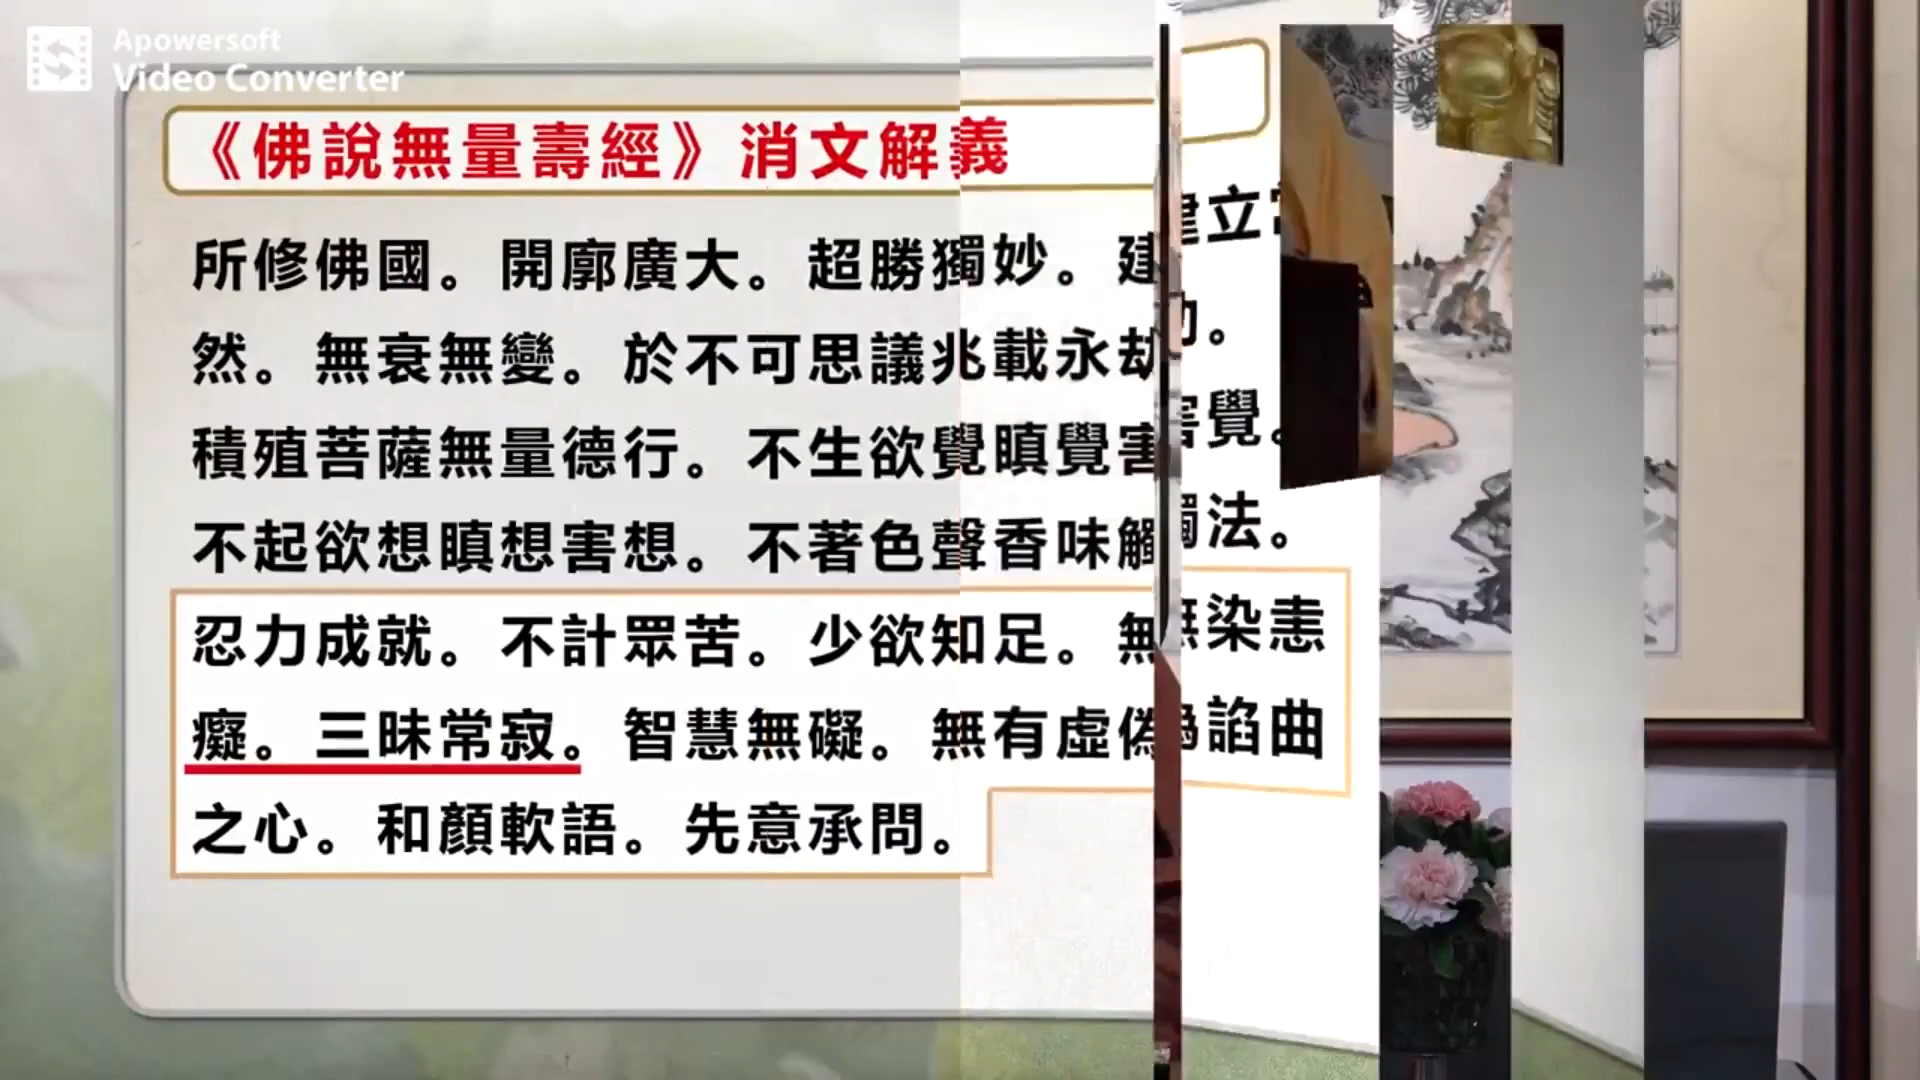 Apowersoft
Video Converter
《佛說無量壽經》消文解義
所修佛國。開廓廣大。超勝獨妙。建立常
然。無衰無變。於不可思議兆載永劫。
積殖菩薩無量德行。不生欲覺瞋覺害覺。
不起欲想瞋想害想。不著色聲香味觸法。
忍力成就。不計眾苦。少欲知足。無染恚
癡。三昧常寂。智慧無礙。無有虛偽諂曲
之心。和顏軟語。先意承問。